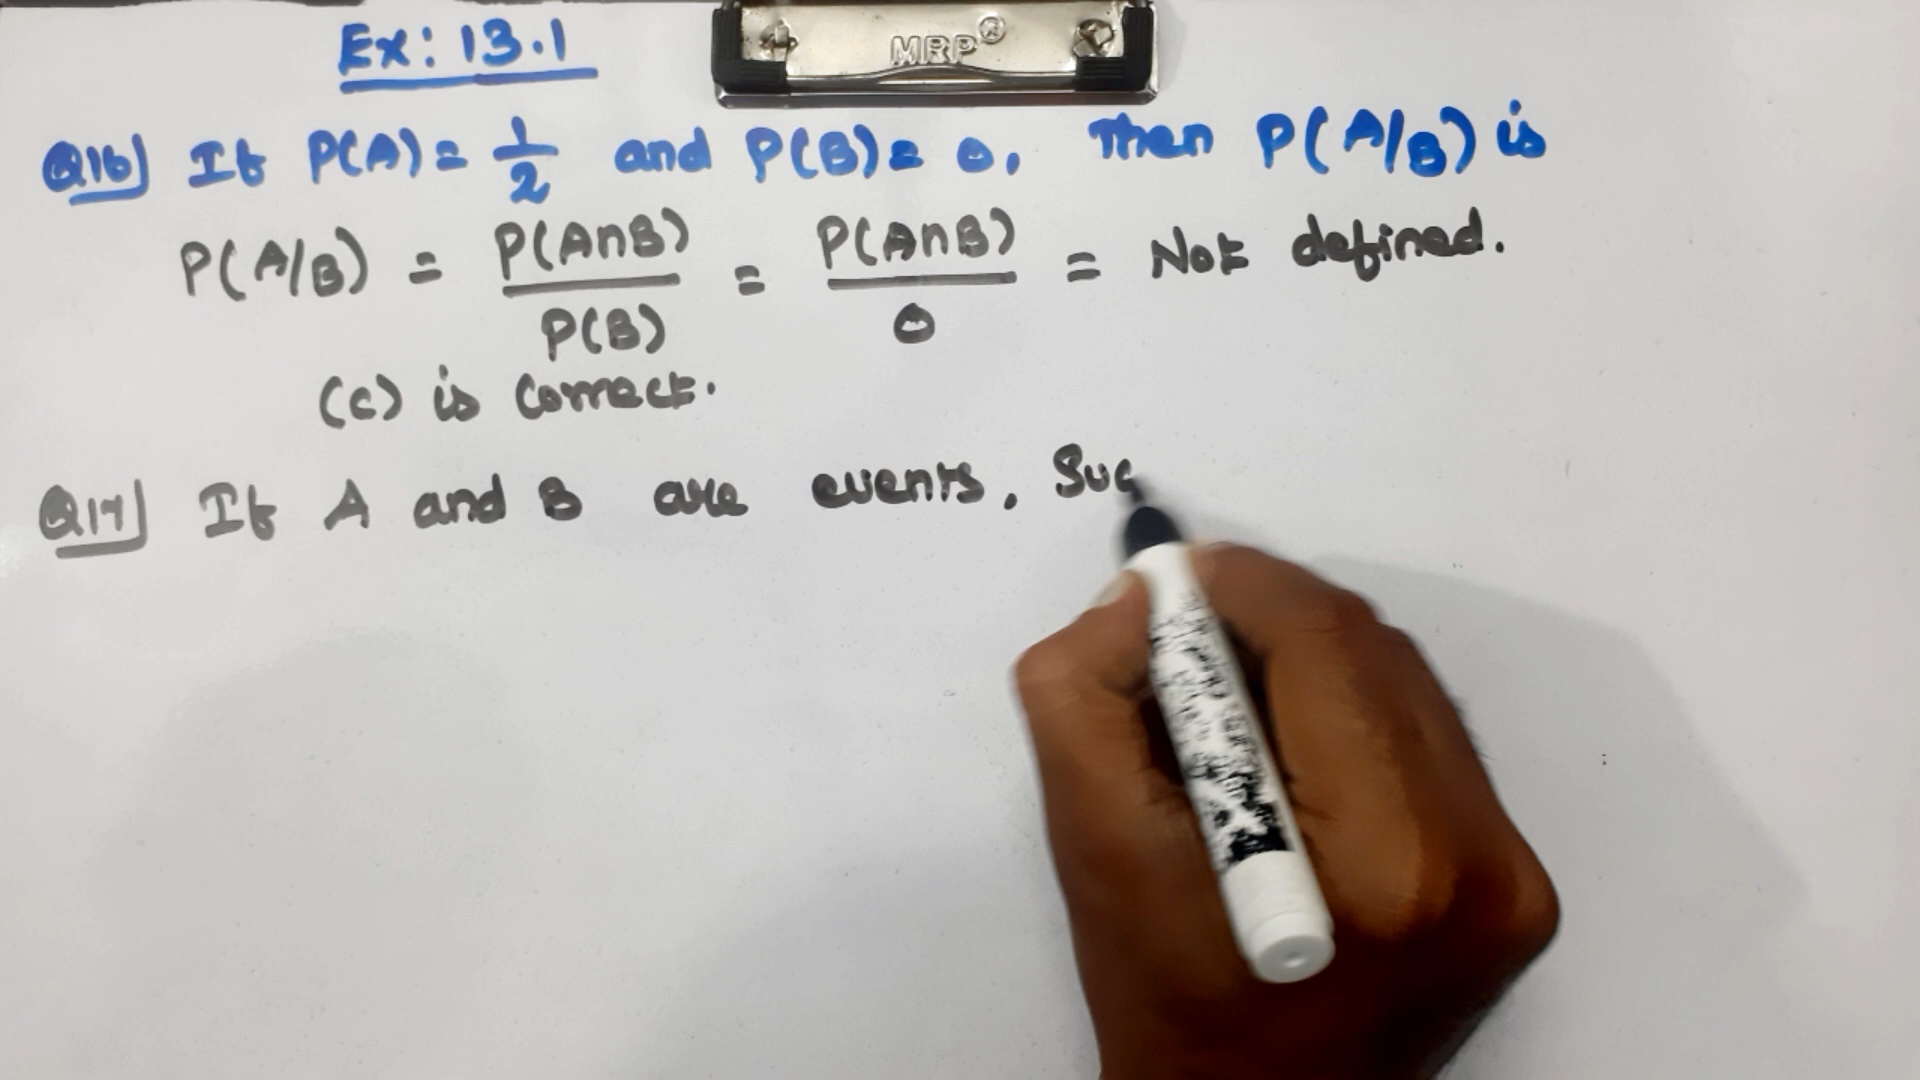 Ex: 13.1
MRP®
Q16) If P(A) = 1/2 and P(B) = 0, Then P(A/B) is
P(A/B) = P(A∩B)/P(B) = P(A∩B)/0 = Not defined.
(c) is correct.
Q17) If A and B are events, Suc